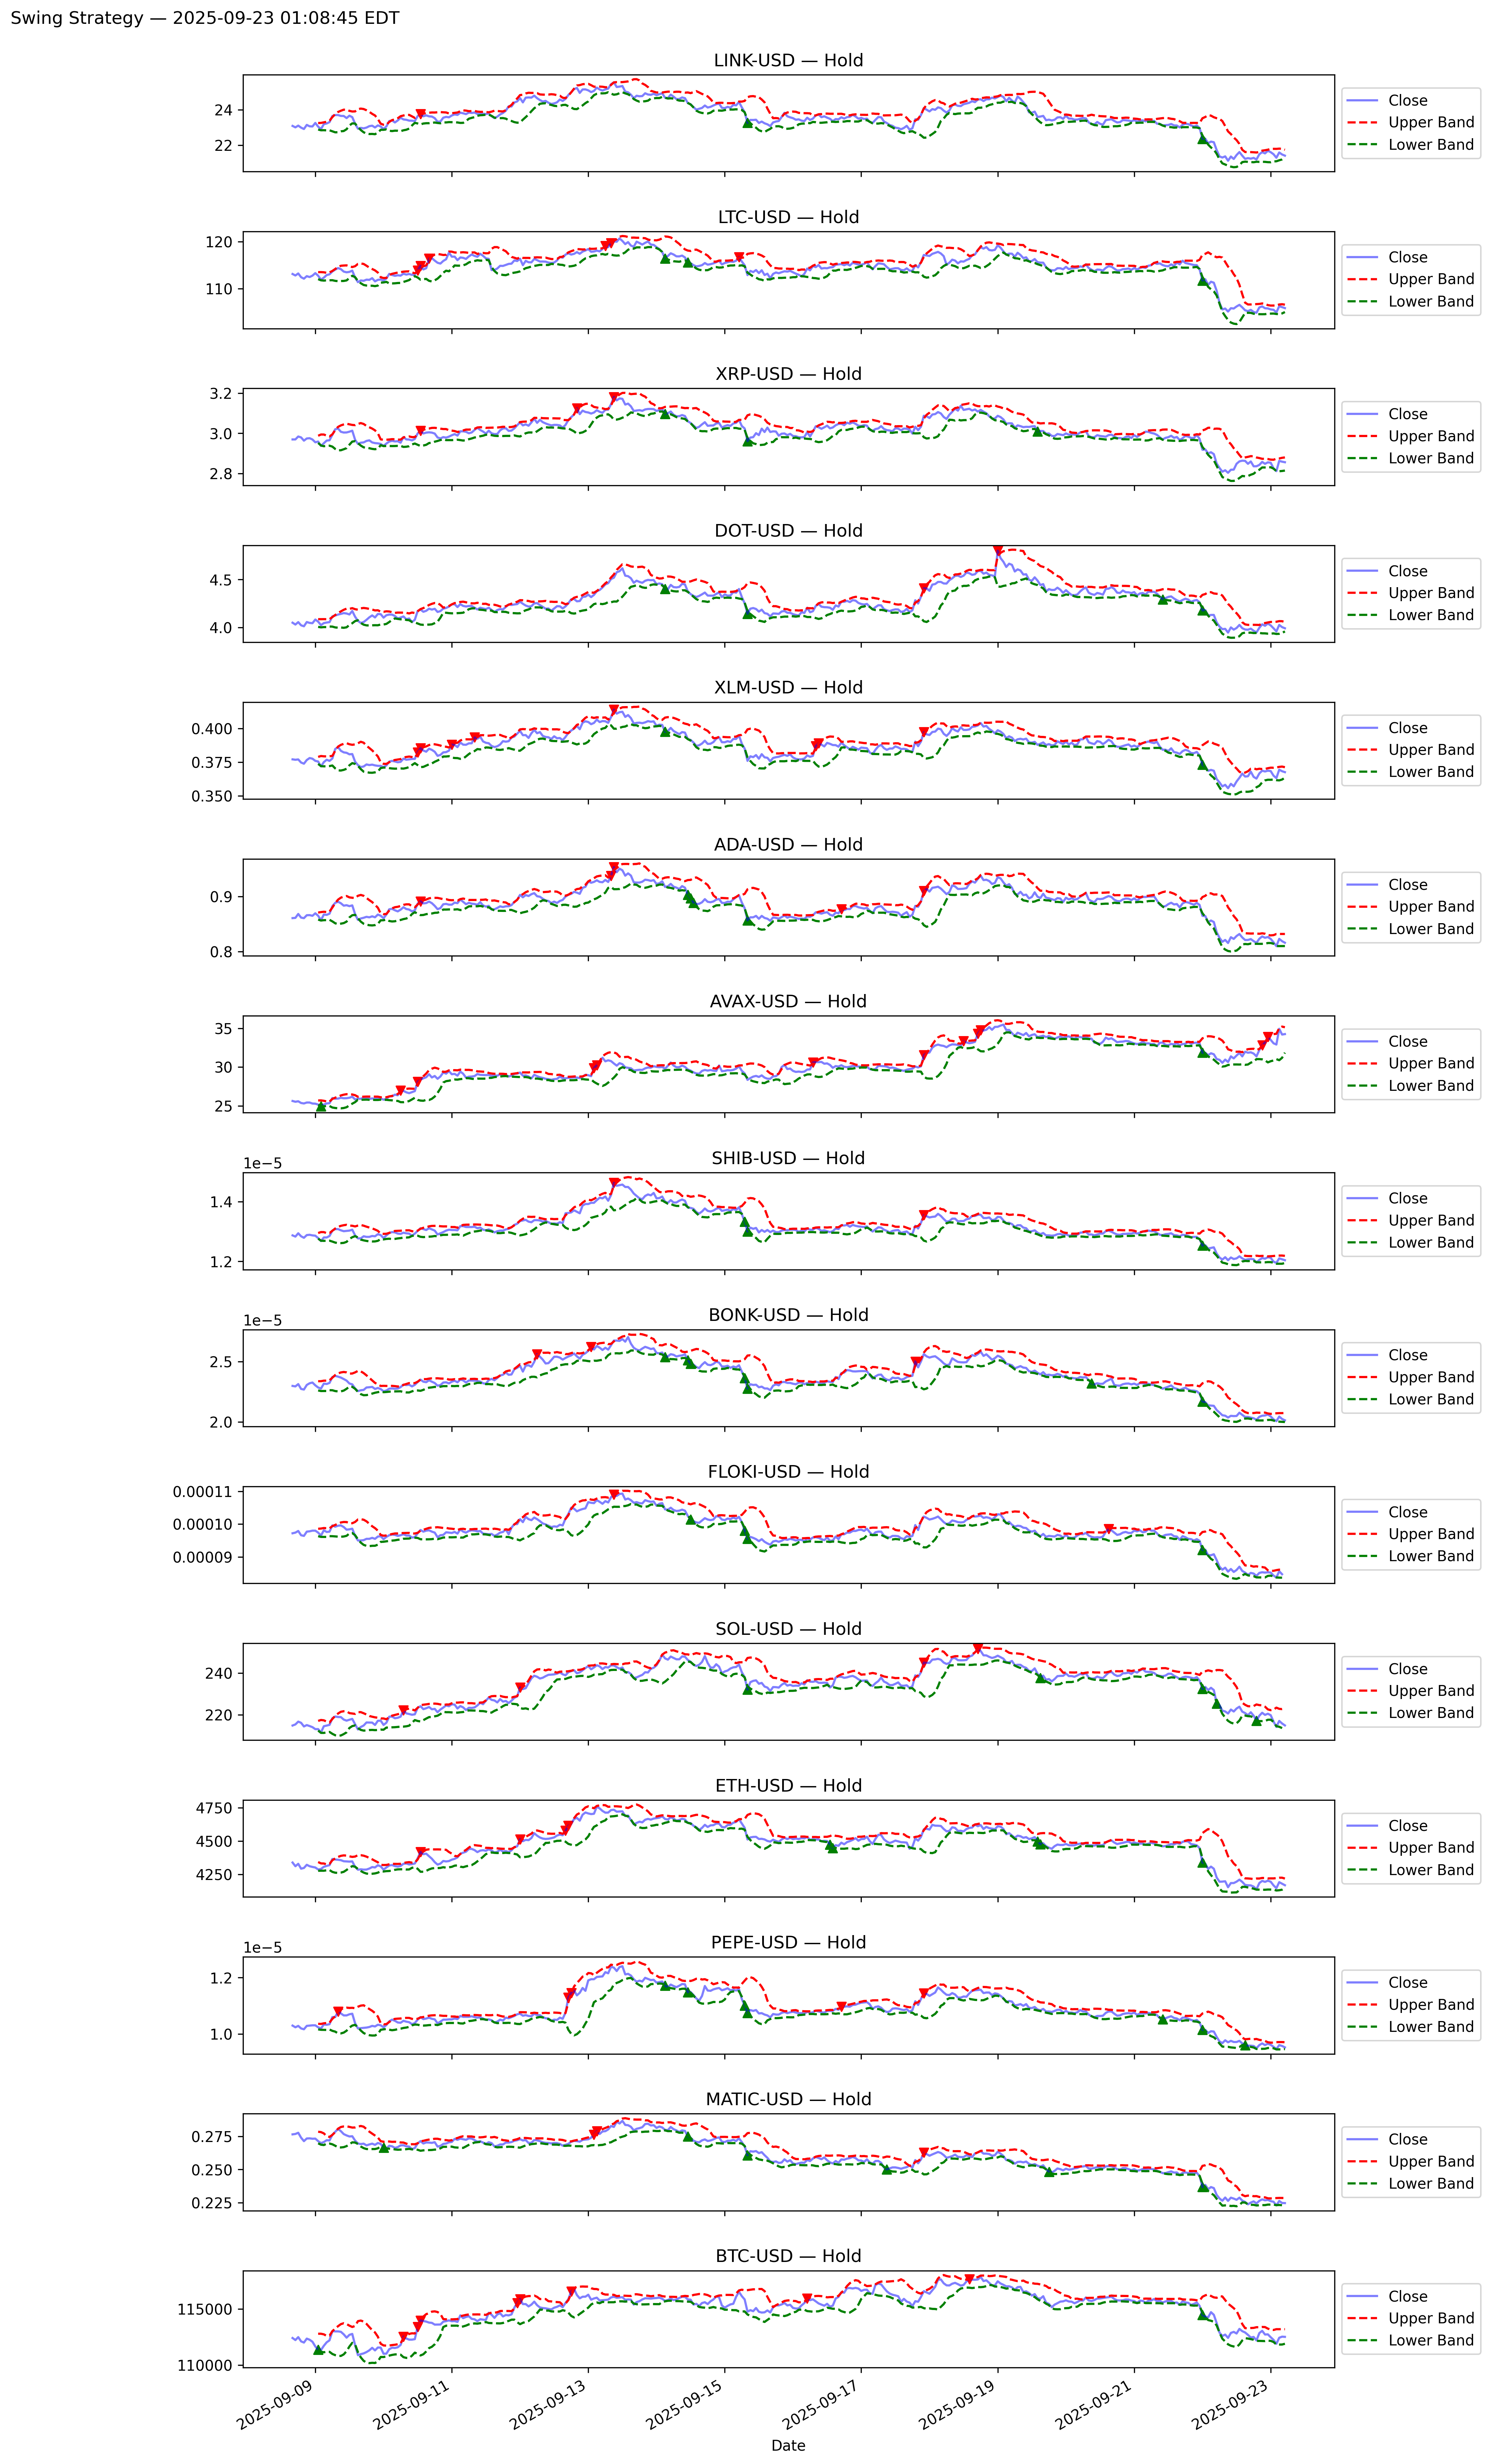 Swing Strategy — 2025-09-23 01:08:45 EDT
LINK-USD — Hold
24
22
Close
Upper Band
Lower Band
LTC-USD — Hold
120
110
Close
Upper Band
Lower Band
XRP-USD — Hold
3.2
3.0
2.8
Close
Upper Band
Lower Band
DOT-USD — Hold
4.5
4.0
Close
Upper Band
Lower Band
XLM-USD — Hold
0.400
0.375
0.350
Close
Upper Band
Lower Band
ADA-USD — Hold
0.9
0.8
Close
Upper Band
Lower Band
AVAX-USD — Hold
35
30
25
Close
Upper Band
Lower Band
SHIB-USD — Hold
1e−5
1.4
1.2
Close
Upper Band
Lower Band
BONK-USD — Hold
1e−5
2.5
2.0
Close
Upper Band
Lower Band
FLOKI-USD — Hold
0.00011
0.00010
0.00009
Close
Upper Band
Lower Band
SOL-USD — Hold
240
220
Close
Upper Band
Lower Band
ETH-USD — Hold
4750
4500
4250
Close
Upper Band
Lower Band
PEPE-USD — Hold
1e−5
1.2
1.0
Close
Upper Band
Lower Band
MATIC-USD — Hold
0.275
0.250
0.225
Close
Upper Band
Lower Band
BTC-USD — Hold
115000
110000
Close
Upper Band
Lower Band
2025-09-09
2025-09-11
2025-09-13
2025-09-15
2025-09-17
2025-09-19
2025-09-21
2025-09-23
Date